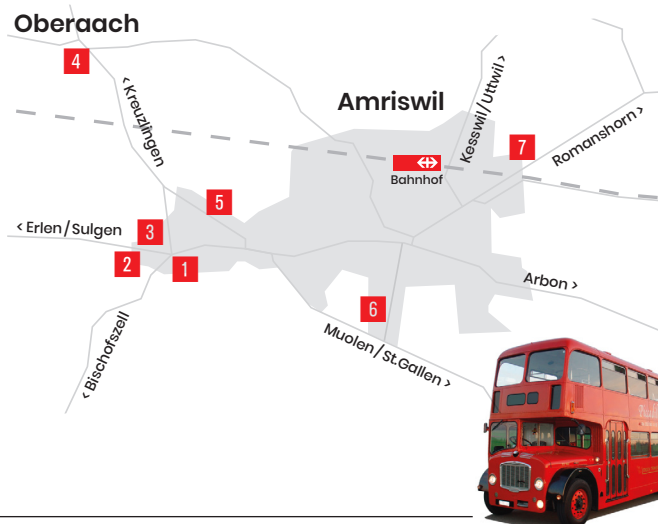 Oberaach
4
< Kreuzlingen
Amriswil
Kesswil/Uttwil >
7
Romanshorn >
Bahnhof
5
< Erlen/Sulgen
3
2
1
Arbon >
6
Muolen/St.Gallen >
< Bischofszell